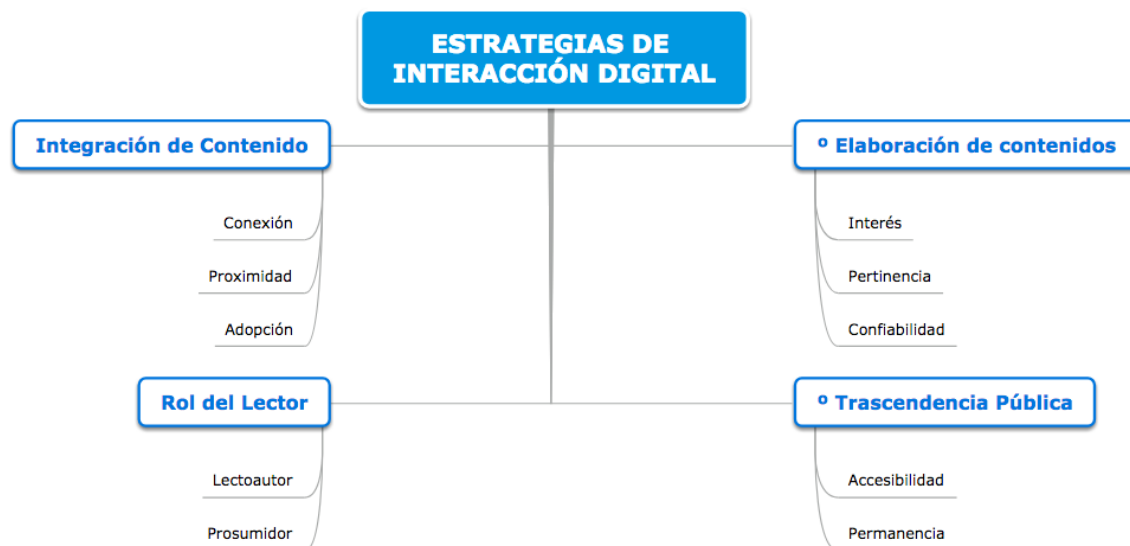 ESTRATEGIAS DE
INTERACCIÓN DIGITAL
Integración de Contenido
Conexión
Proximidad
Adopción
º Elaboración de contenidos
Interés
Pertinencia
Confiabilidad
Rol del Lector
Lectoautor
Prosumidor
º Trascendencia Pública
Accesibilidad
Permanencia